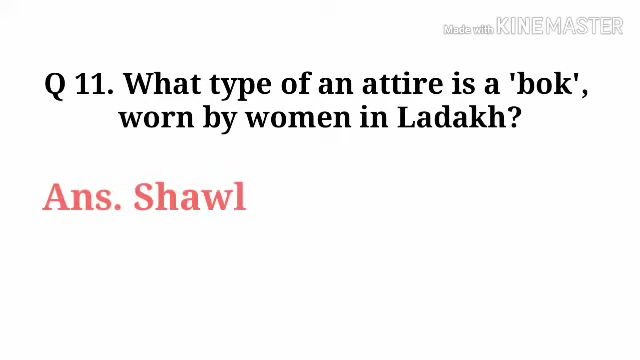 Made with KINEMASTER
Q 11. What type of an attire is a 'bok',
worn by women in Ladakh?
Ans. Shawl